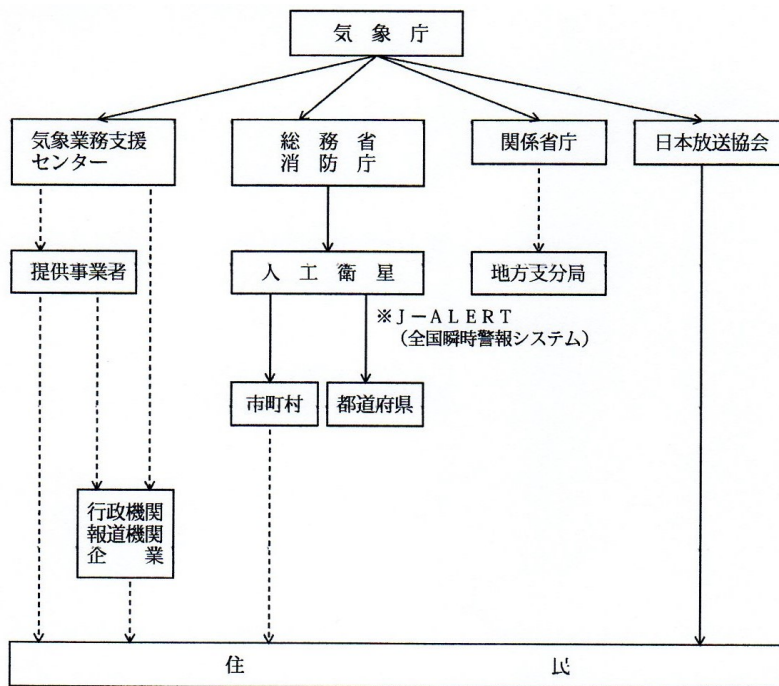 気象庁
気象業務支援
センター
総務省
消防庁
関係省庁
日本放送協会
提供事業者
人工衛星
地方支分局
※J－ALERT
（全国瞬時警報システム）
市町村
都道府県
行政機関
報道機関
企業
住民